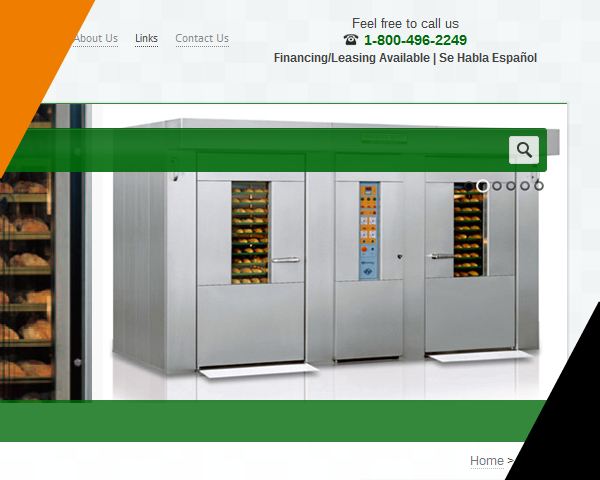 About Us Links Contact Us
Feel free to call us
1-800-496-2249
Financing/Leasing Available | Se Habla Español
Home >